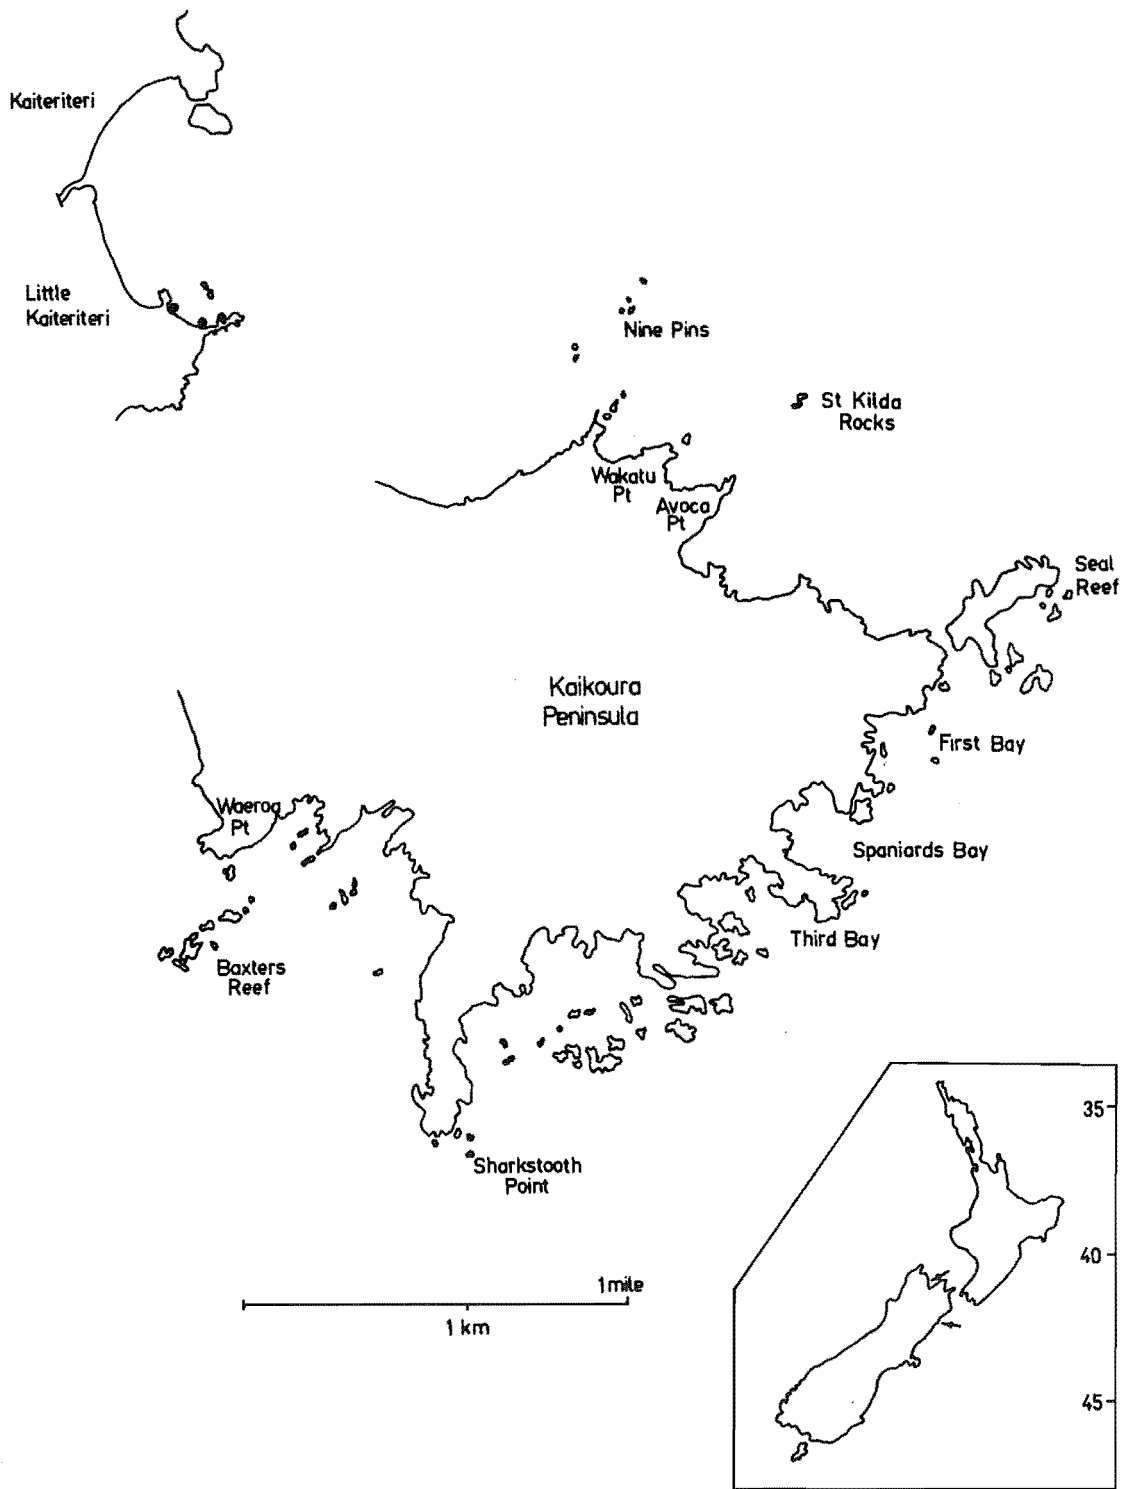 Kaiteriteri
Little
Kaiteriteri
Nine Pins
St Kilda
Rocks
Wakatu
Pt
Avoca
Pt
Seal
Reef
Kaikoura
Peninsula
First Bay
Waeroa
Pt
Spaniards Bay
Third Bay
Baxters
Reef
Sharkstooth
Point
1 mile
1 km
35
40
45